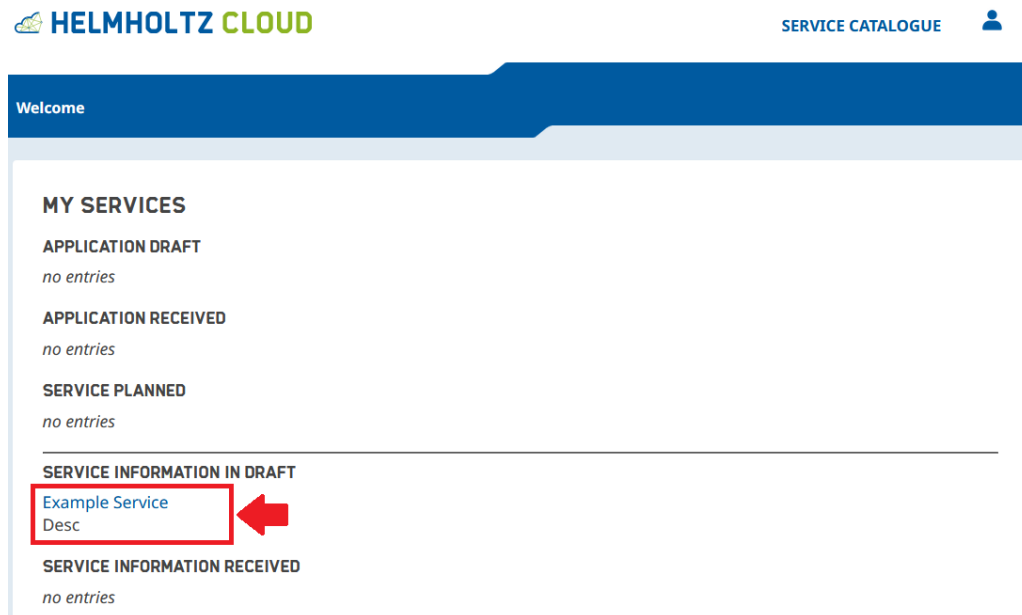 HELMHOLTZ CLOUD
SERVICE CATALOGUE
Welcome
MY SERVICES
APPLICATION DRAFT
no entries
APPLICATION RECEIVED
no entries
SERVICE PLANNED
no entries
SERVICE INFORMATION IN DRAFT
Example Service
Desc
SERVICE INFORMATION RECEIVED
no entries